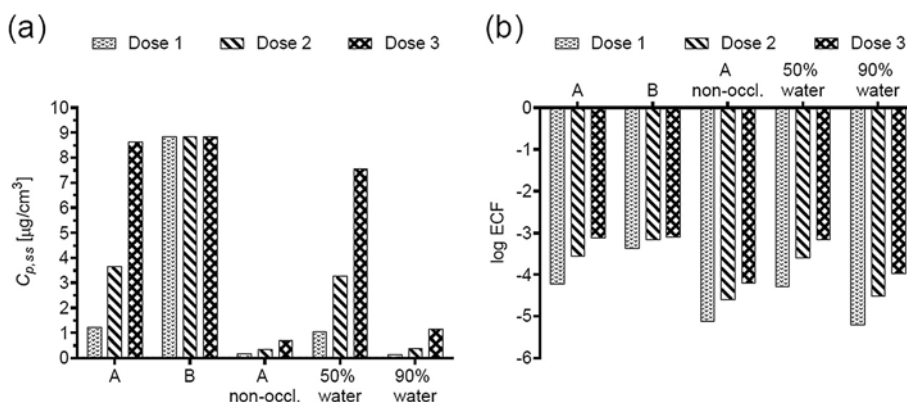 (a)
Dose 1 Dose 2 Dose 3
10
9
8
7
6
5
4
3
2
1
0
Cp,ss [µg/cm³]
A B A 50% 90%
non-occl. water water
(b)
Dose 1 Dose 2 Dose 3
A B A 50% 90%
non-occl. water water
0
-1
-2
-3
-4
-5
-6
log ECF